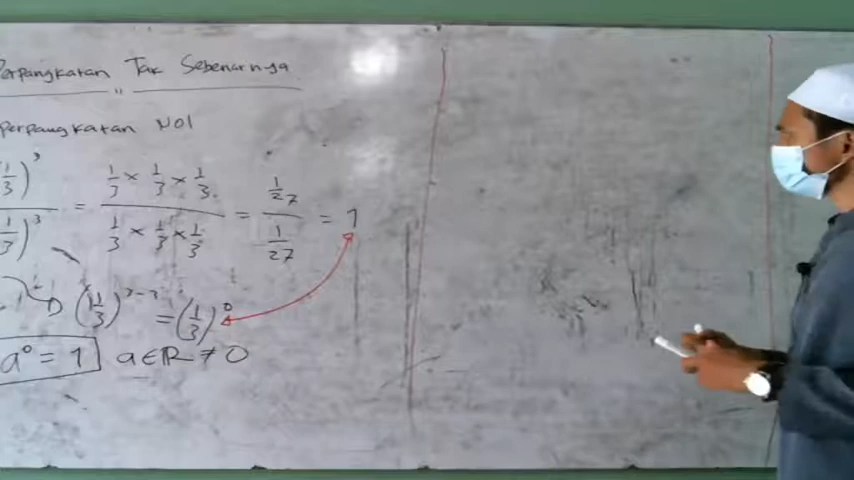 Perpangkatan Tak Sebenarnya
Perpangkatan Nol
(1/3)^3 / (1/3)^3 = (1/3 × 1/3 × 1/3) / (1/3 × 1/3 × 1/3) = (1/27) / (1/27) = 1
(1/3)^3-3 = (1/3)^0
a^0 = 1 a ∈ ℝ ≠ 0